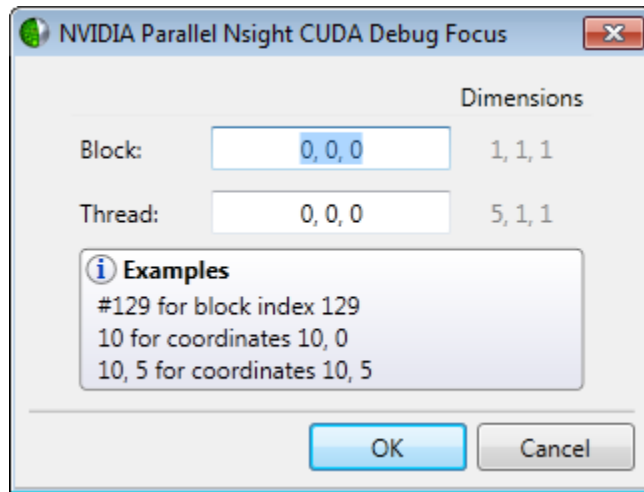 NVIDIA Parallel Nsight CUDA Debug Focus
Dimensions
Block: 0, 0, 0 1, 1, 1
Thread: 0, 0, 0 5, 1, 1
Examples
#129 for block index 129
10 for coordinates 10, 0
10, 5 for coordinates 10, 5
OK Cancel